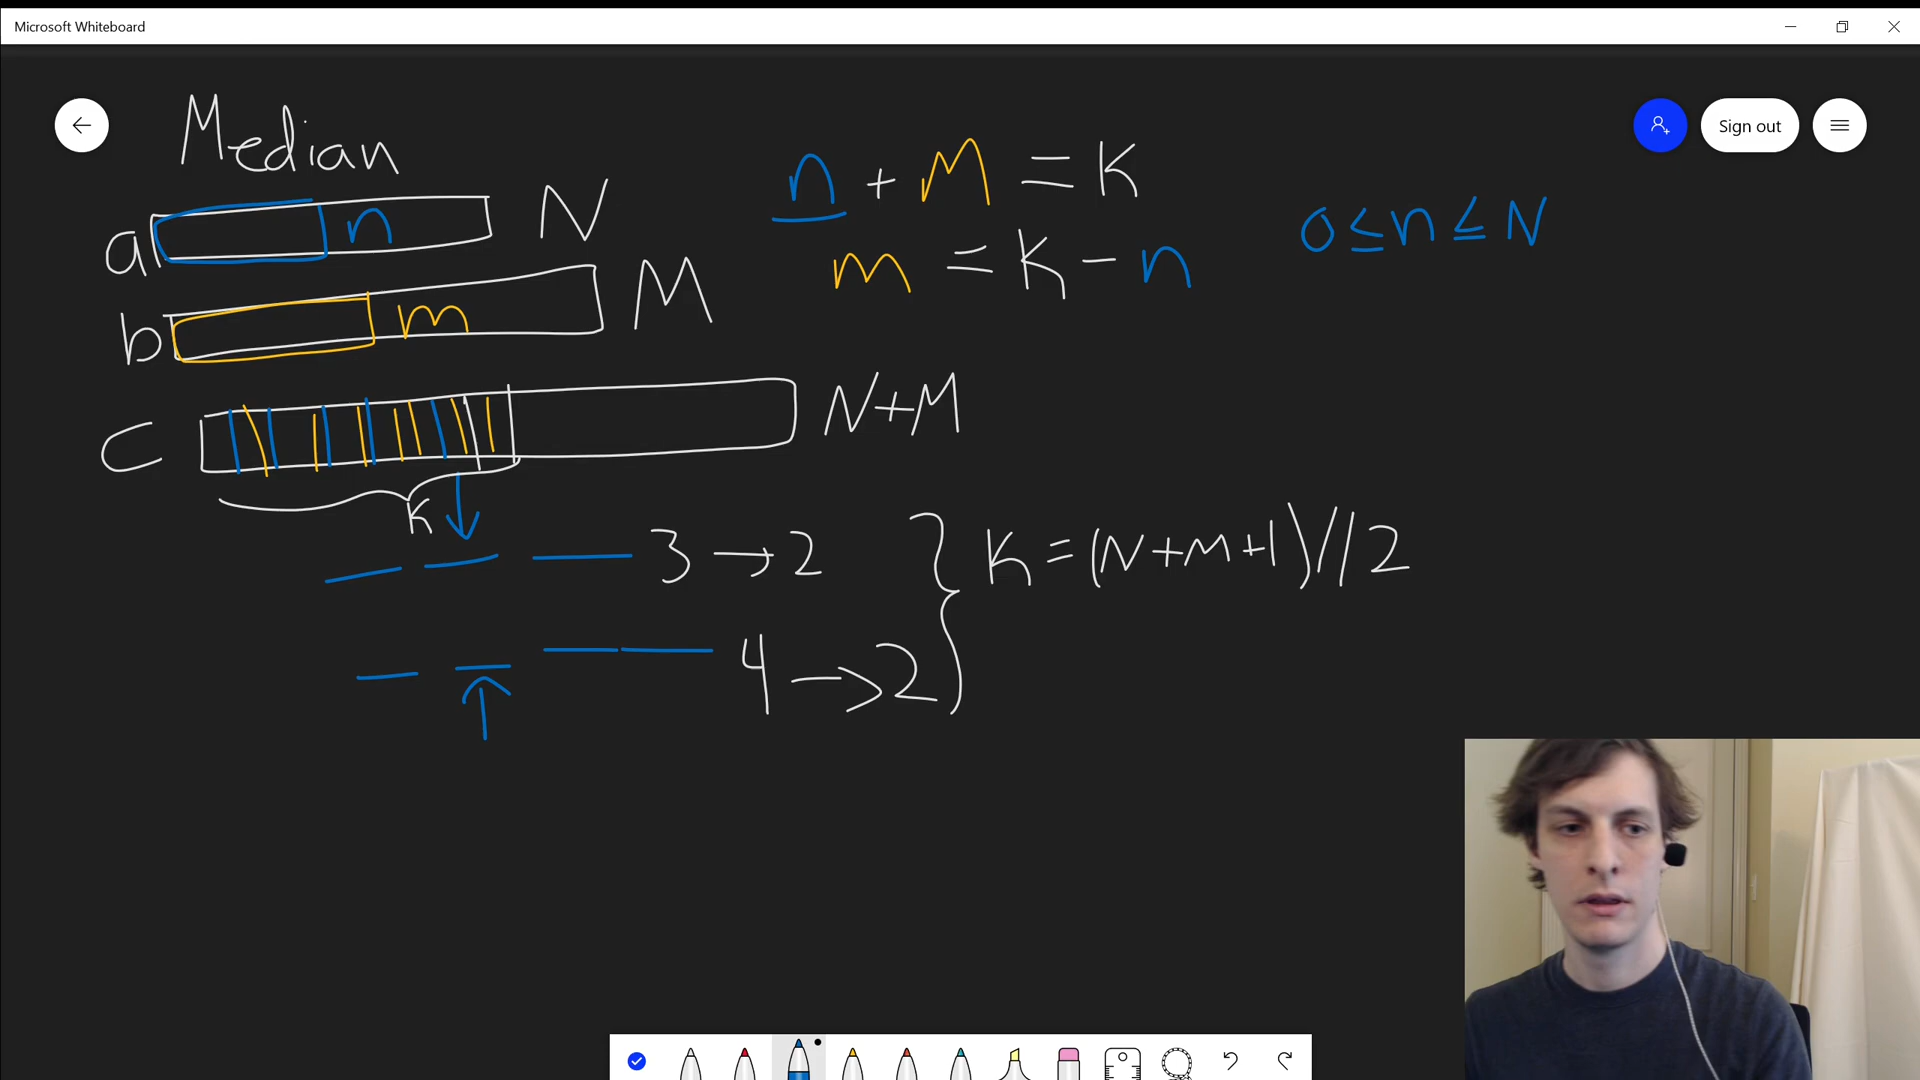 Microsoft Whiteboard
Sign out
Median
a n N
b m M
c N+M
K
n + m = K
m = K - n
0 ≤ n ≤ N
3 → 2
4 → 2
K = (N+M+1)//2